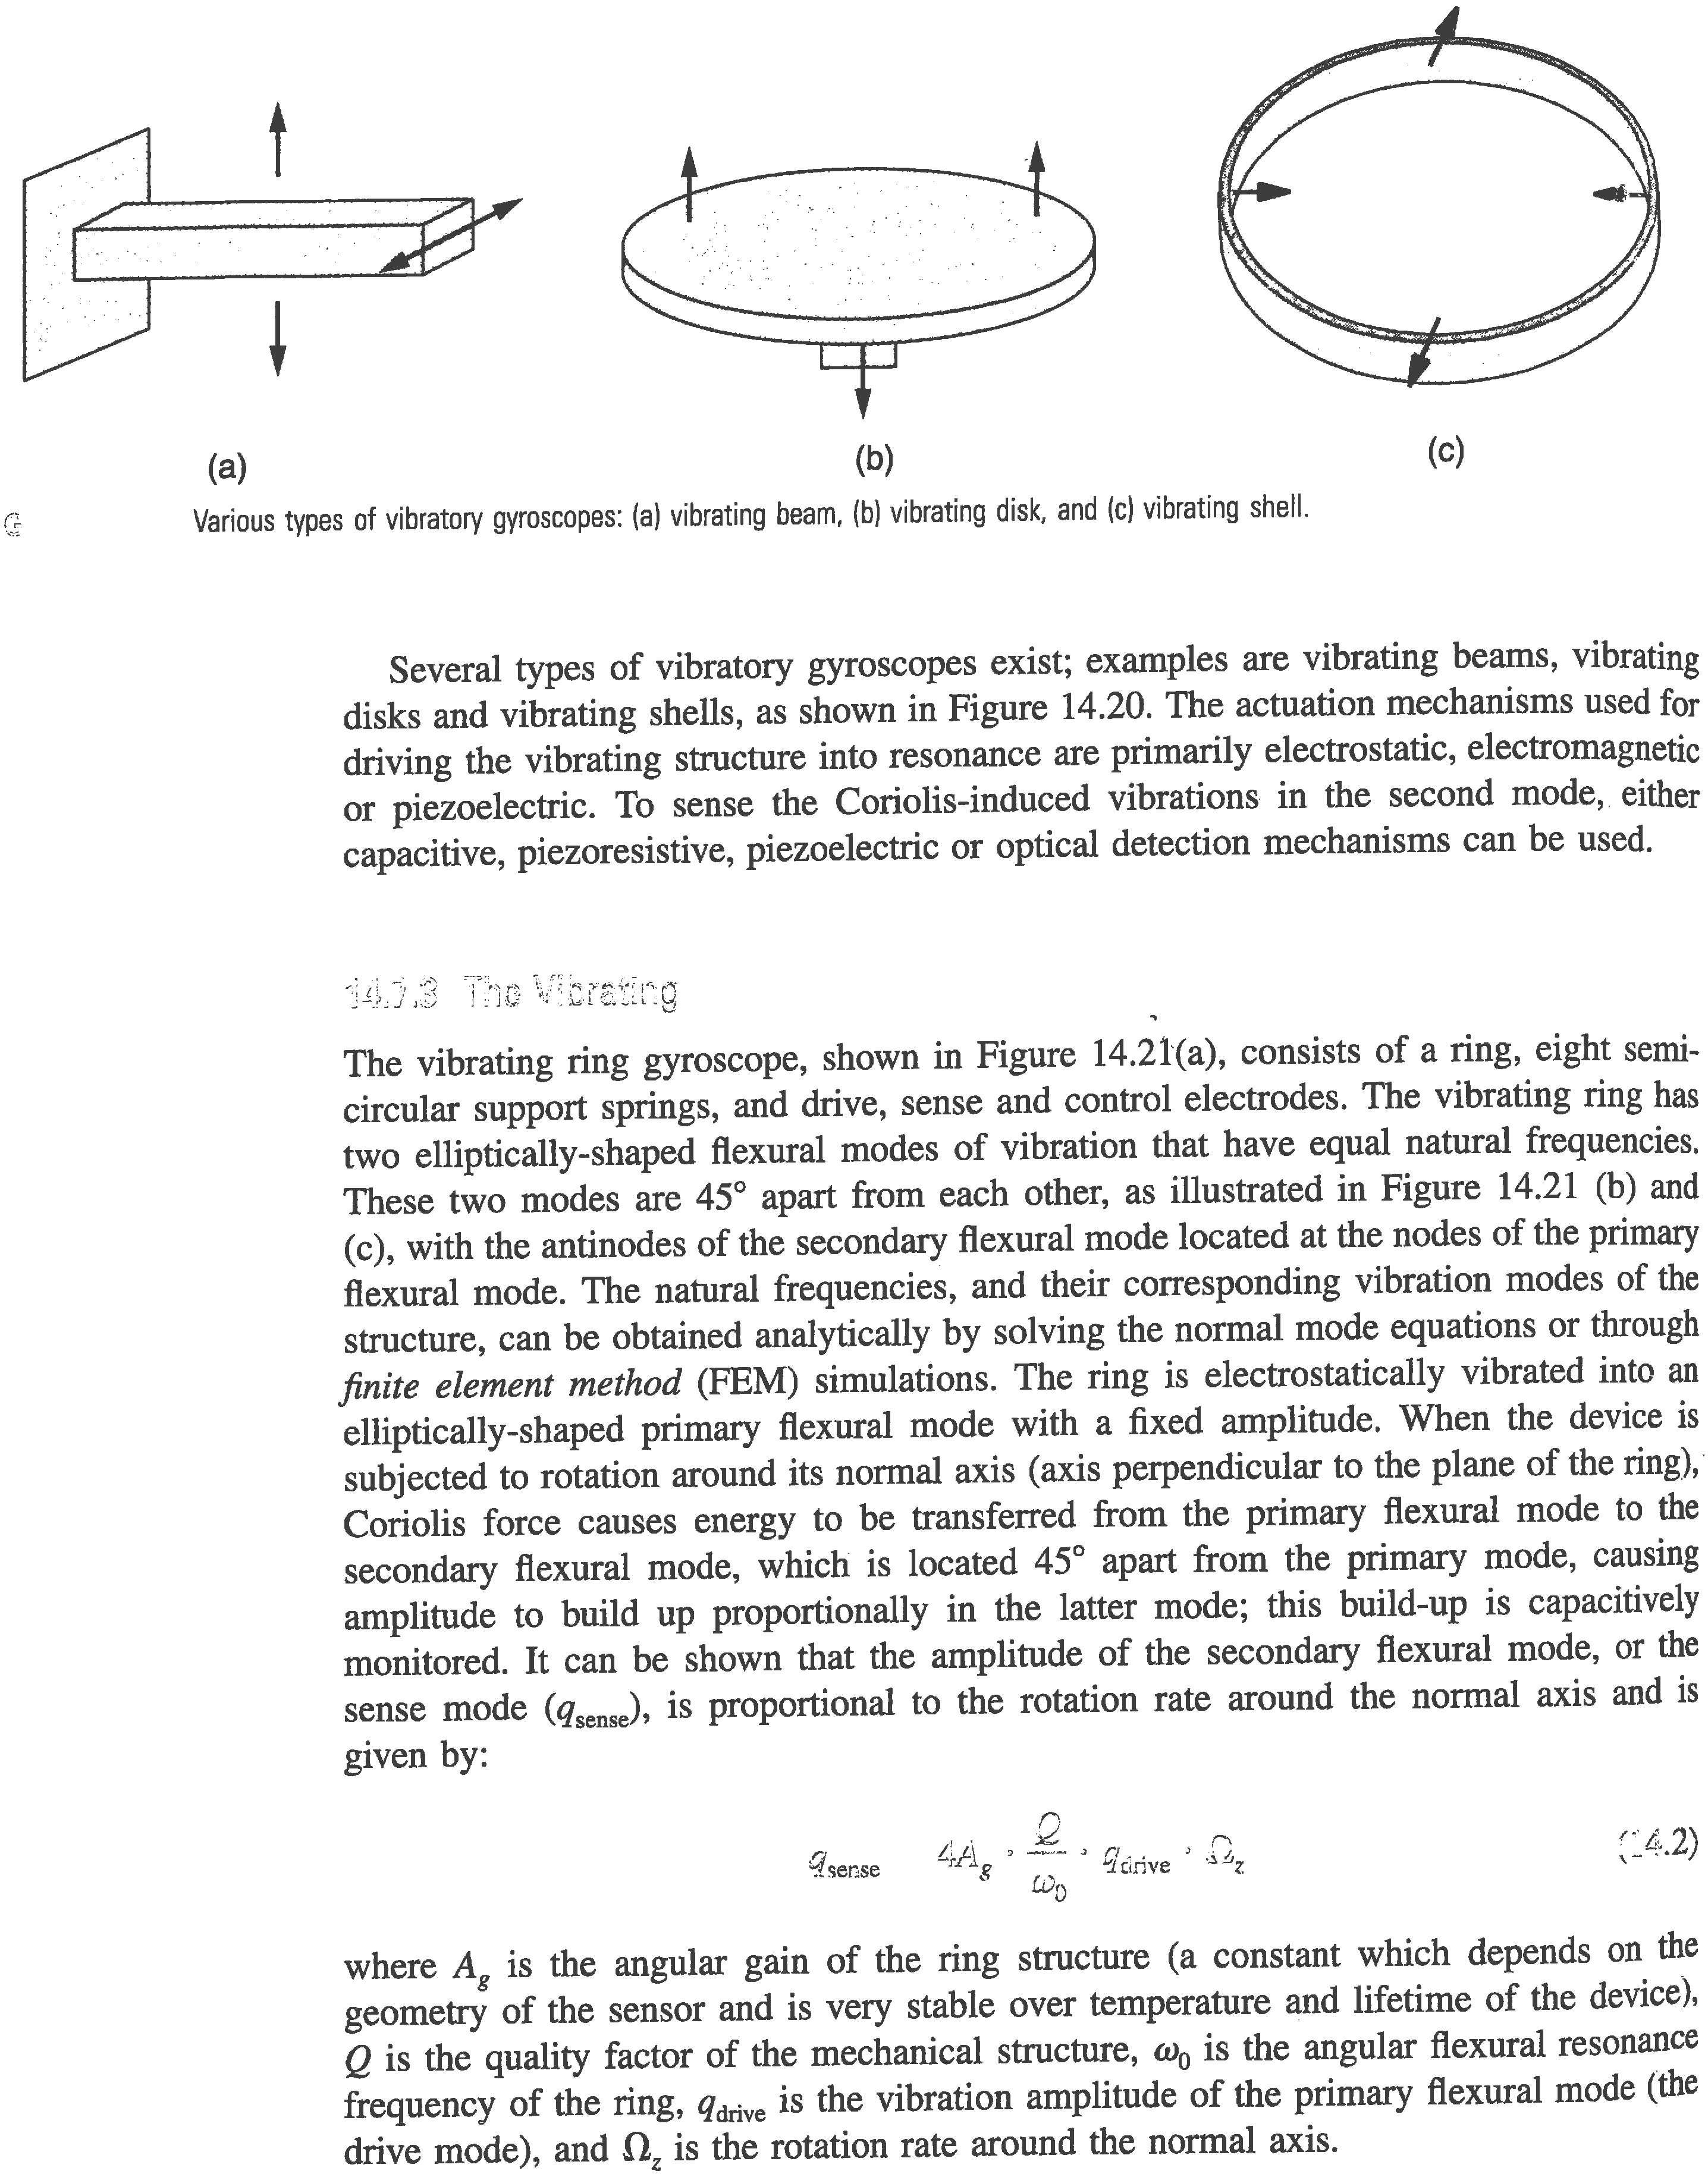 (a)
(b)
(c)
G
Various types of vibratory gyroscopes: (a) vibrating beam, (b) vibrating disk, and (c) vibrating shell.
Several types of vibratory gyroscopes exist; examples are vibrating beams, vibrating
disks and vibrating shells, as shown in Figure 14.20. The actuation mechanisms used for
driving the vibrating structure into resonance are primarily electrostatic, electromagnetic
or piezoelectric. To sense the Coriolis-induced vibrations in the second mode, either
capacitive, piezoresistive, piezoelectric or optical detection mechanisms can be used.
14.7.3 The Vibrating
The vibrating ring gyroscope, shown in Figure 14.21(a), consists of a ring, eight semi-
circular support springs, and drive, sense and control electrodes. The vibrating ring has
two elliptically-shaped flexural modes of vibration that have equal natural frequencies.
These two modes are 45° apart from each other, as illustrated in Figure 14.21 (b) and
(c), with the antinodes of the secondary flexural mode located at the nodes of the primary
flexural mode. The natural frequencies, and their corresponding vibration modes of the
structure, can be obtained analytically by solving the normal mode equations or through
finite element method (FEM) simulations. The ring is electrostatically vibrated into an
elliptically-shaped primary flexural mode with a fixed amplitude. When the device is
subjected to rotation around its normal axis (axis perpendicular to the plane of the ring),
Coriolis force causes energy to be transferred from the primary flexural mode to the
secondary flexural mode, which is located 45° apart from the primary mode, causing
amplitude to build up proportionally in the latter mode; this build-up is capacitively
monitored. It can be shown that the amplitude of the secondary flexural mode, or the
sense mode (q_sense), is proportional to the rotation rate around the normal axis and is
given by:
q_sense 4A_g · Q/ω_0 · q_drive · Ω_z (14.2)
where A_g is the angular gain of the ring structure (a constant which depends on the
geometry of the sensor and is very stable over temperature and lifetime of the device),
Q is the quality factor of the mechanical structure, ω_0 is the angular flexural resonance
frequency of the ring, q_drive is the vibration amplitude of the primary flexural mode (the
drive mode), and Ω_z is the rotation rate around the normal axis.